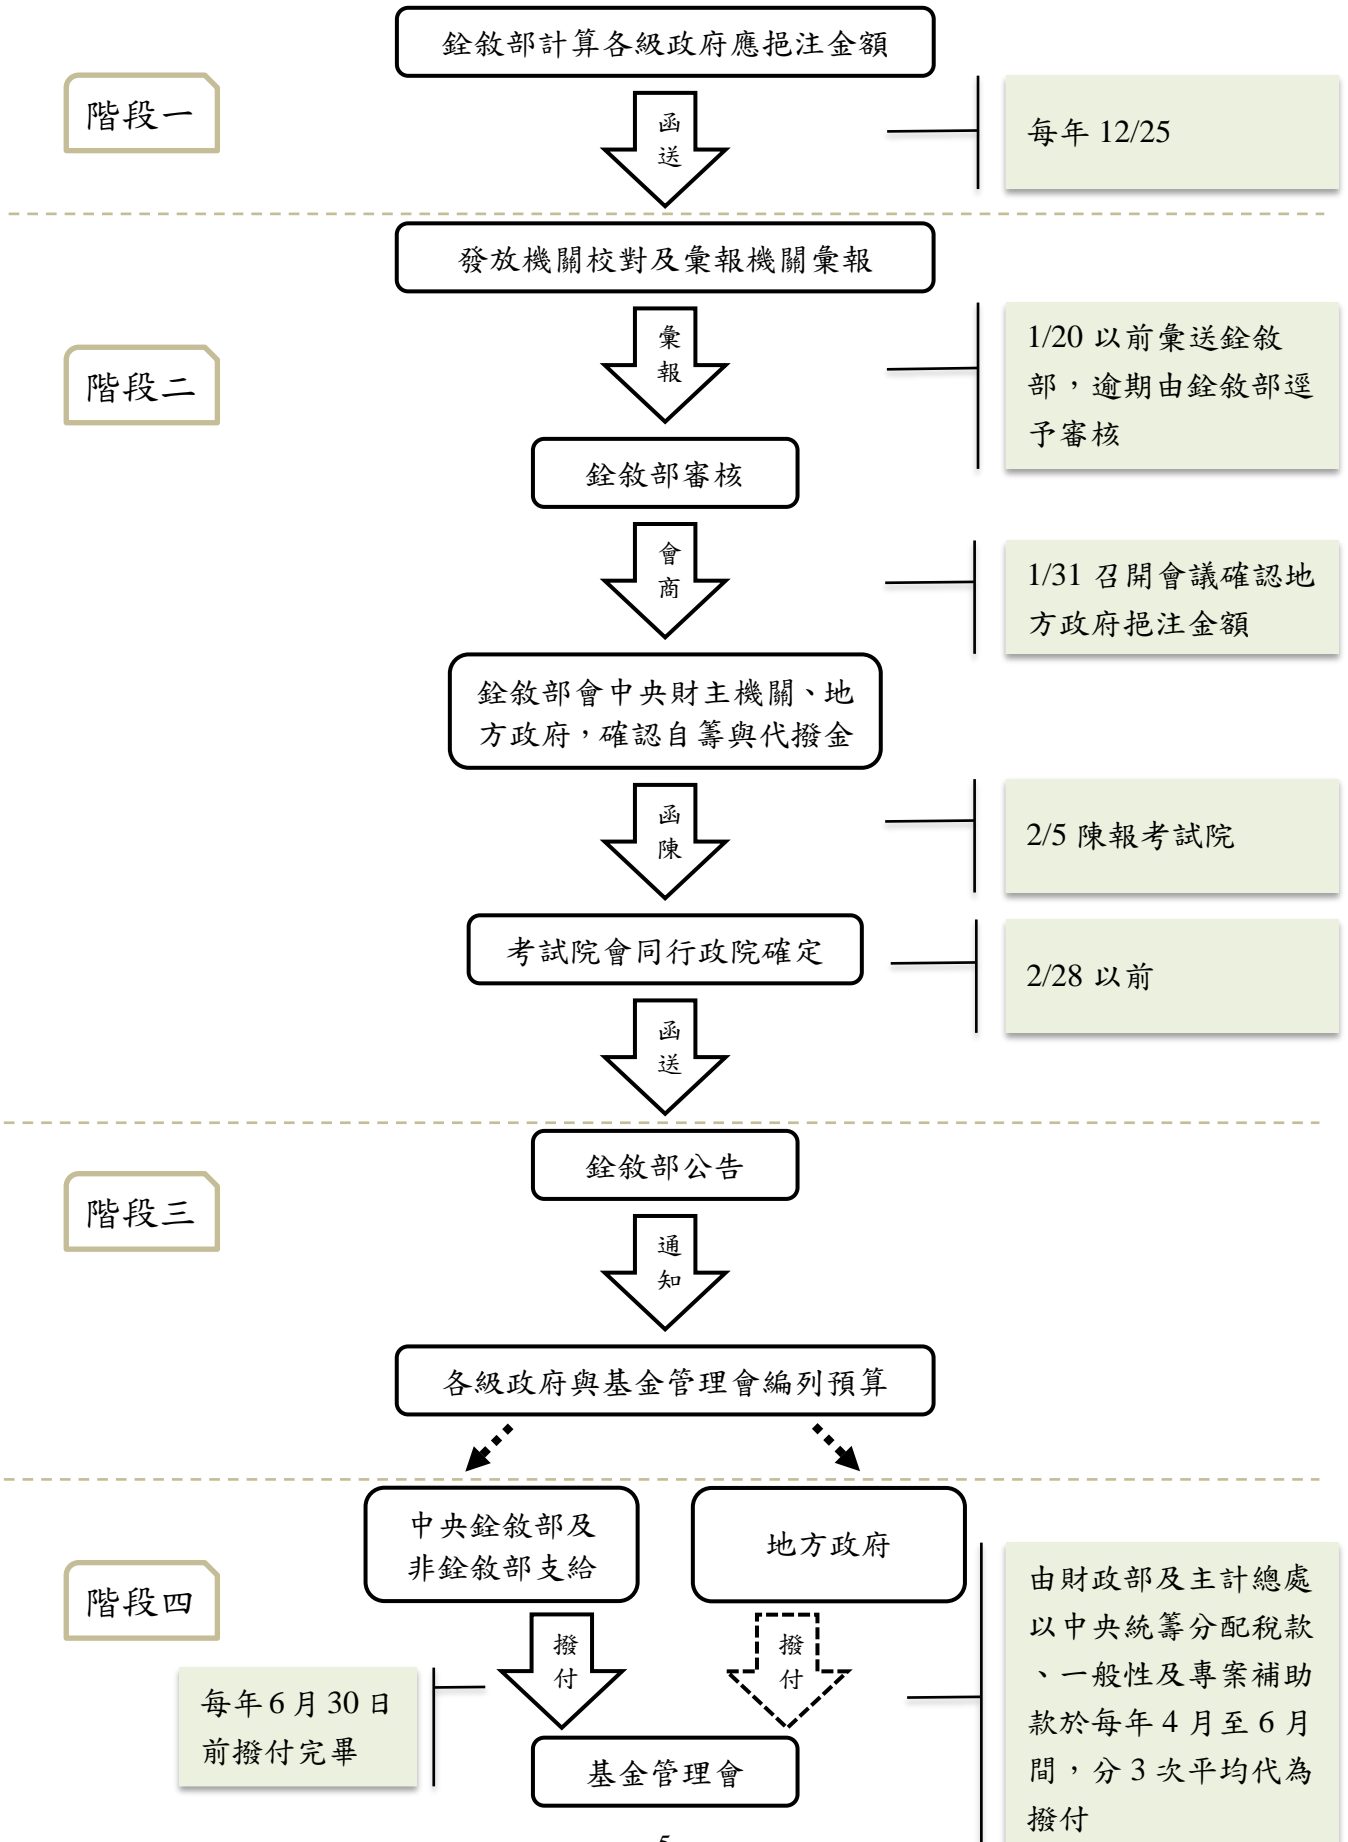 銓敘部計算各級政府應挹注金額
階段一
函
送
每年 12/25
發放機關校對及彙報機關彙報
階段二
彙
報
1/20 以前彙送銓敘
部，逾期由銓敘部逕
予審核
銓敘部審核
會
商
1/31 召開會議確認地
方政府挹注金額
銓敘部會中央財主機關、地
方政府，確認自籌與代撥金
函
陳
2/5 陳報考試院
考試院會同行政院確定
2/28 以前
函
送
銓敘部公告
階段三
通
知
各級政府與基金管理會編列預算
中央銓敘部及
非銓敘部支給
地方政府
階段四
撥
付
撥
付
每年 6 月 30 日
前撥付完畢
由財政部及主計總處
以中央統籌分配稅款
、一般性及專案補助
款於每年 4 月至 6 月
間，分 3 次平均代為
撥付
基金管理會